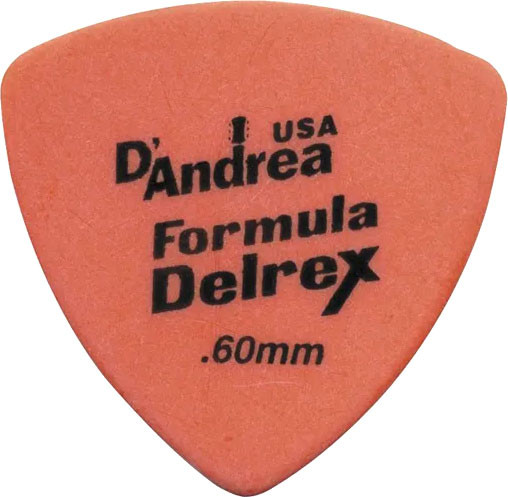 USA
D'Andrea
Formula
Delrex
.60mm